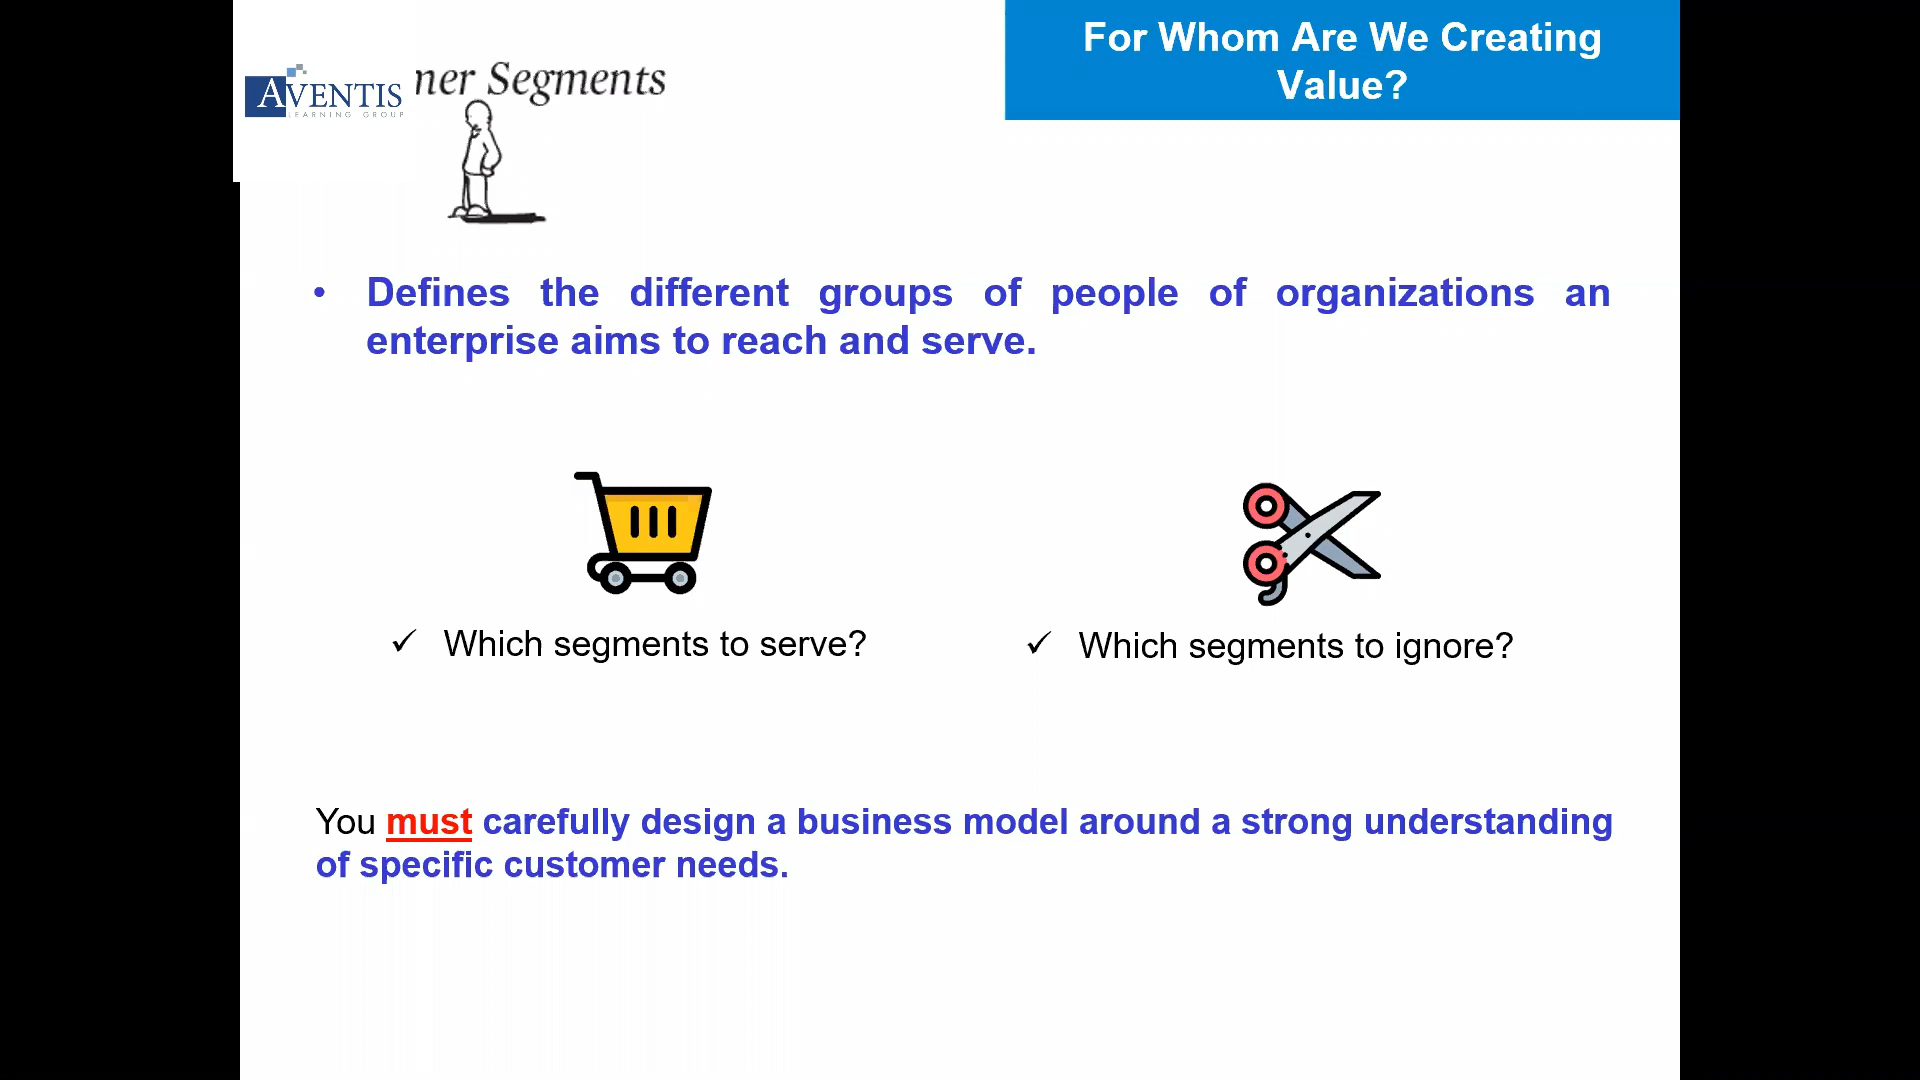 For Whom Are We Creating
Value?
AVENTIS
LEARNING GROUP
ner Segments
• Defines the different groups of people of organizations an
enterprise aims to reach and serve.
✓ Which segments to serve?
✓ Which segments to ignore?
You must carefully design a business model around a strong understanding
of specific customer needs.